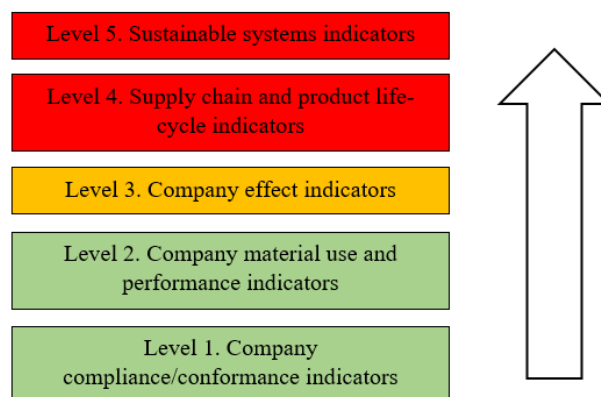 Level 5. Sustainable systems indicators
Level 4. Supply chain and product life-
cycle indicators
Level 3. Company effect indicators
Level 2. Company material use and
performance indicators
Level 1. Company
compliance/conformance indicators